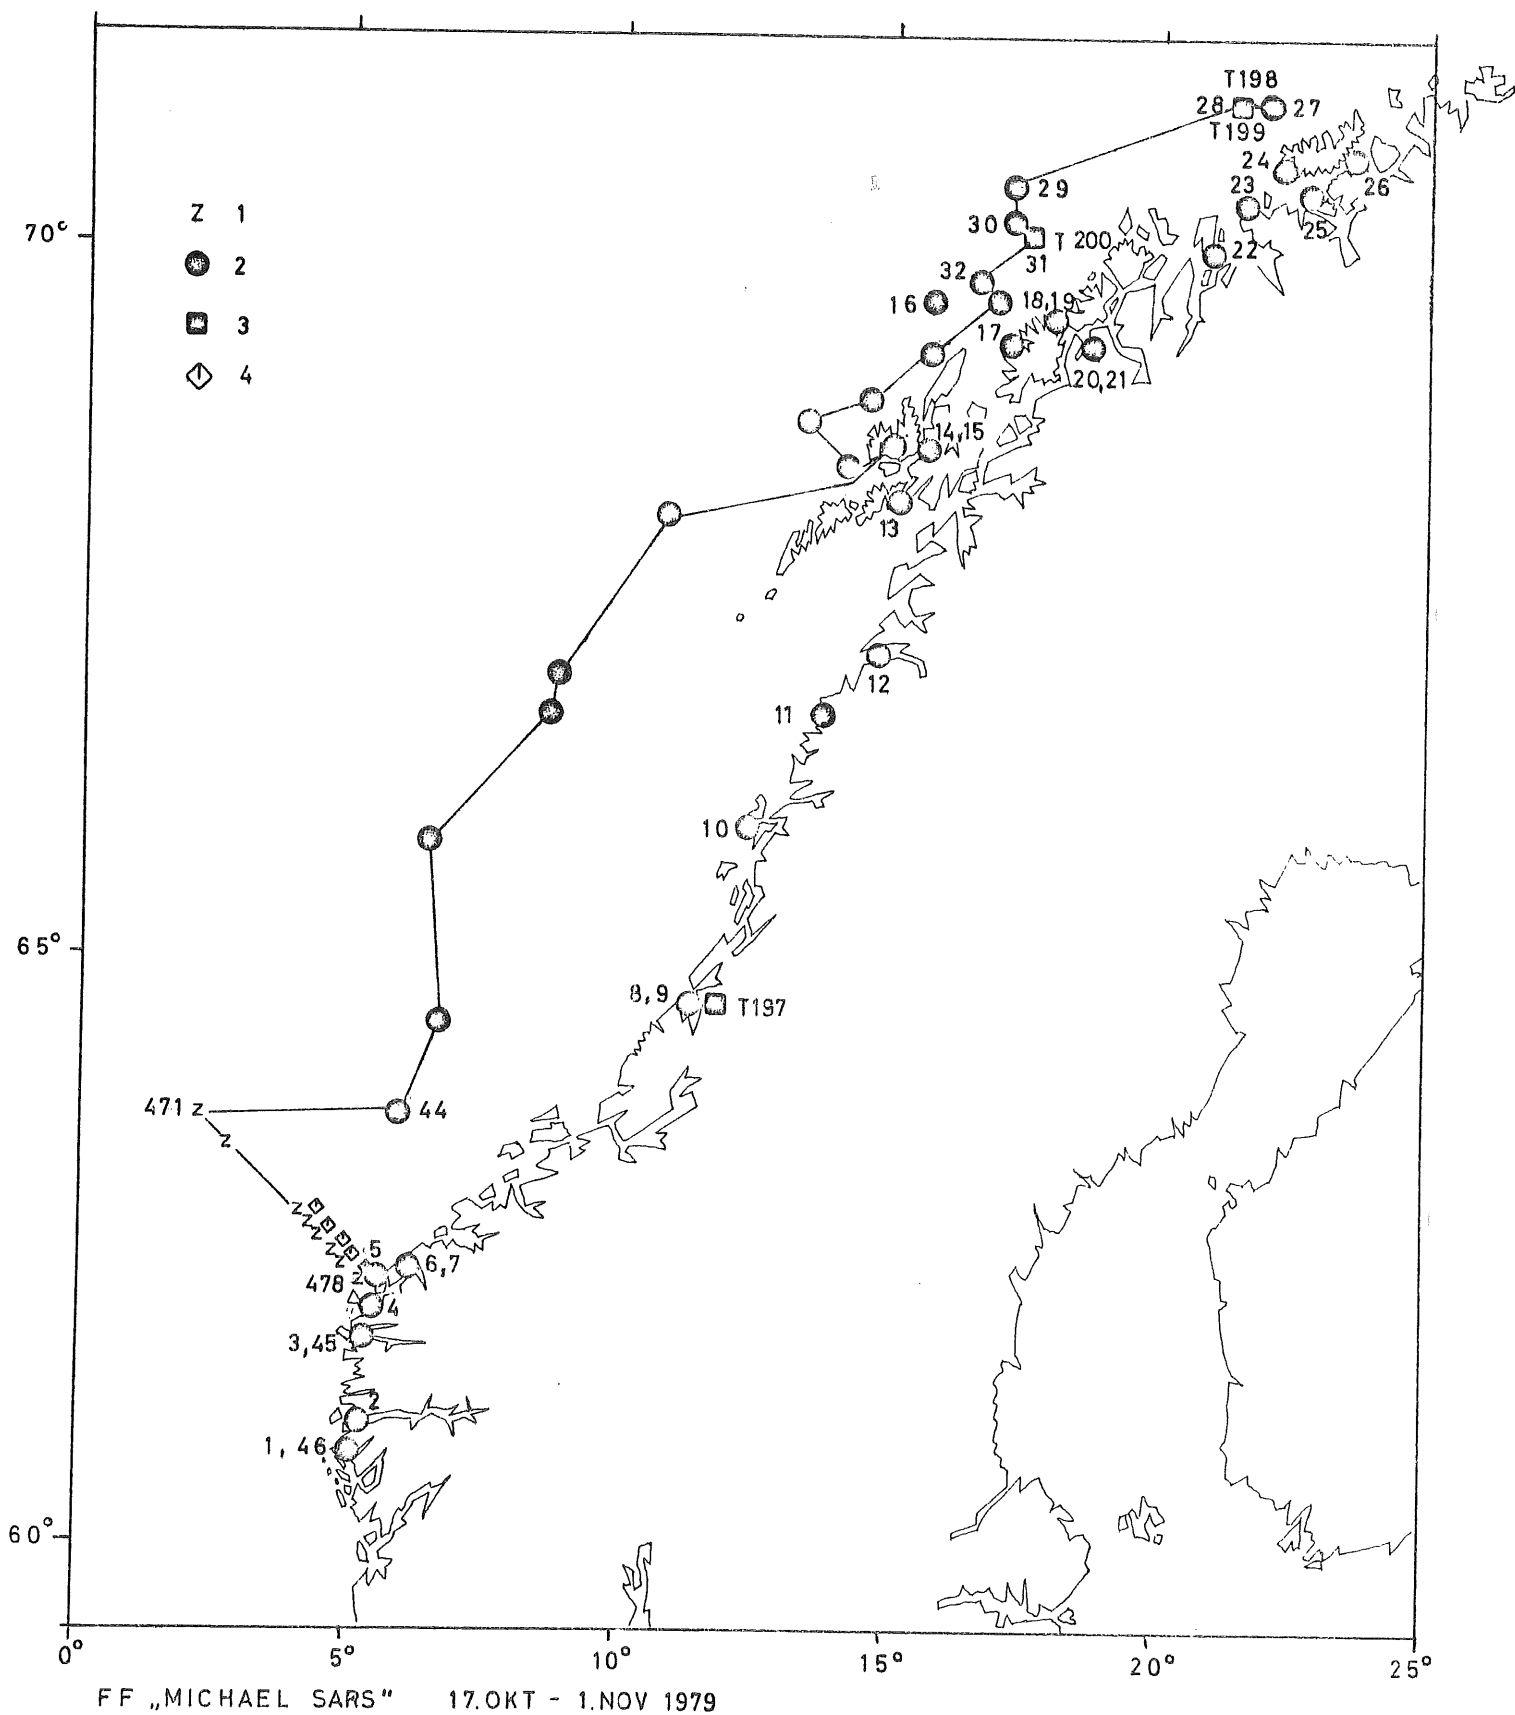 T198
28 27
T199
24
23 26
29
Z 1
25
30
70° T 200
22
31
2
32
16 18,19
3
17
4
20,21
14,15
13
12
11
10
65°
8,9 T197
471 Z 44
Z
Z
Z
Z
Z
Z
5
6,7
478 Z
4
3,45
2
1, 46
60°
0° 5° 10° 15° 20° 25°
FF „MICHAEL SARS" 17.OKT - 1.NOV 1979